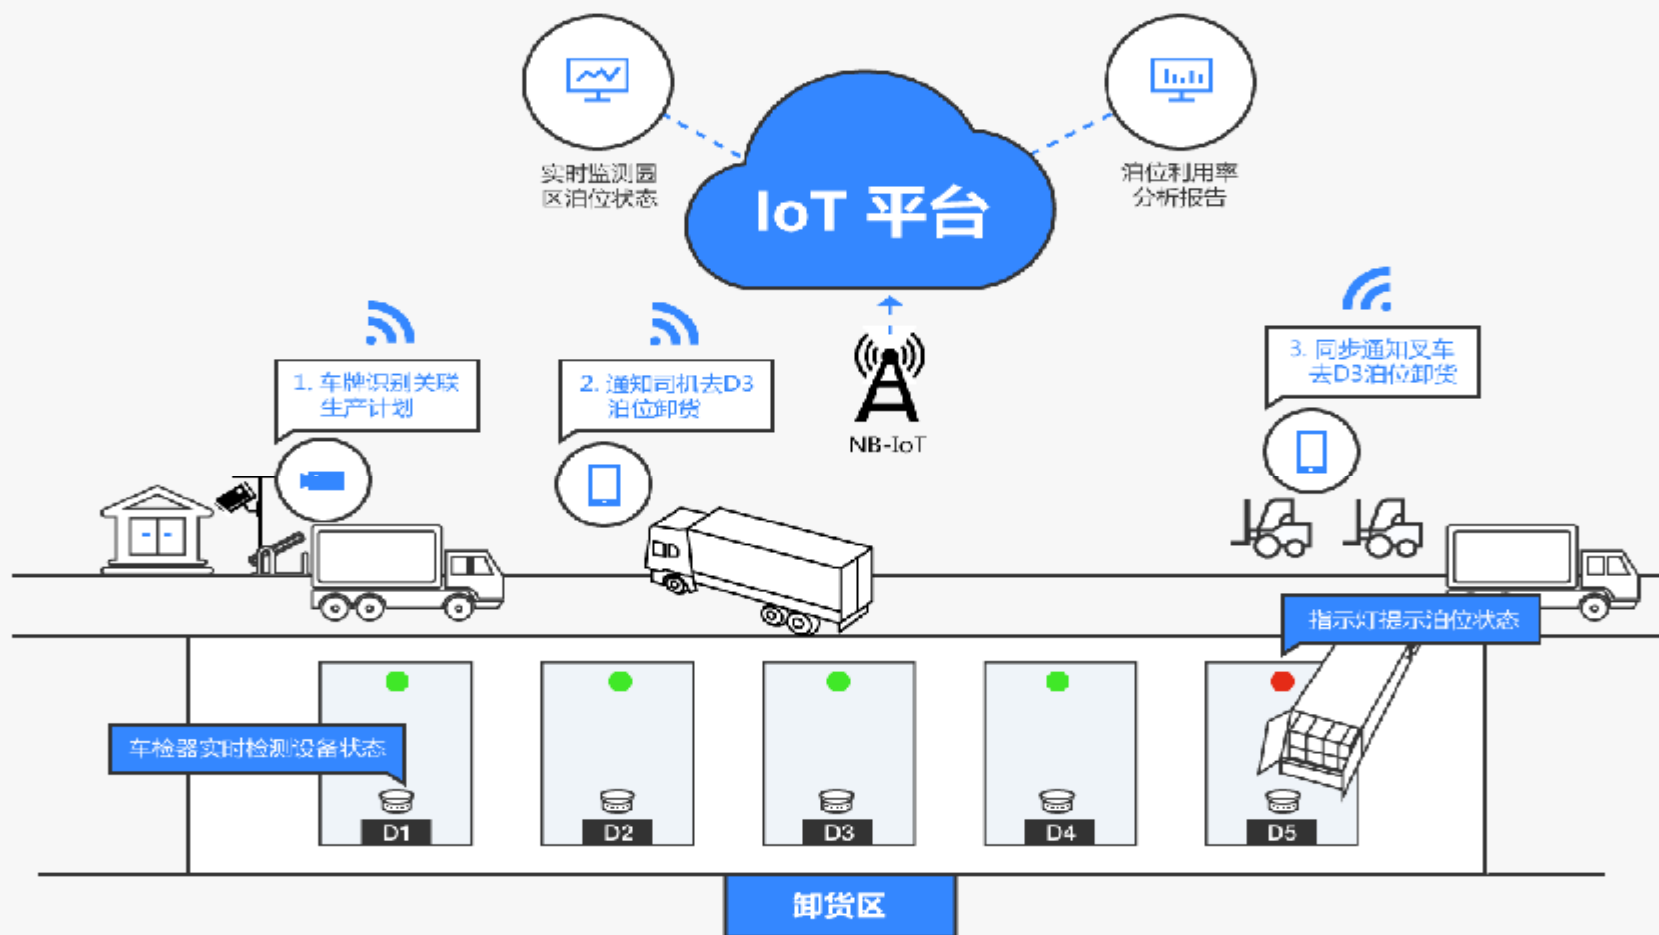 实时监测园
区泊位状态
IoT 平台
泊位利用率
分析报告
1. 车牌识别关联
生产计划
2. 通知司机去D3
泊位卸货
NB-IoT
3. 同步通知叉车
去D3泊位卸货
指示灯提示泊位状态
车检器实时检测设备状态
D1
D2
D3
D4
D5
卸货区